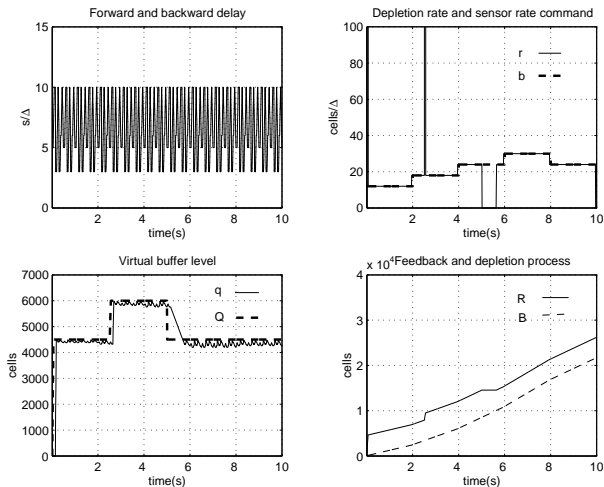 Forward and backward delay
15
10
5
0
s/Δ
2 4 6 8 10
time(s)
Depletion rate and sensor rate command
100
80
60
40
20
0
cells/Δ
r
b
2 4 6 8 10
time(s)
Virtual buffer level
7000
6000
5000
4000
3000
2000
1000
0
cells
q
Q
2 4 6 8 10
time(s)
x 10⁴Feedback and depletion process
4
3
2
1
0
cells
R
B
2 4 6 8 10
time(s)